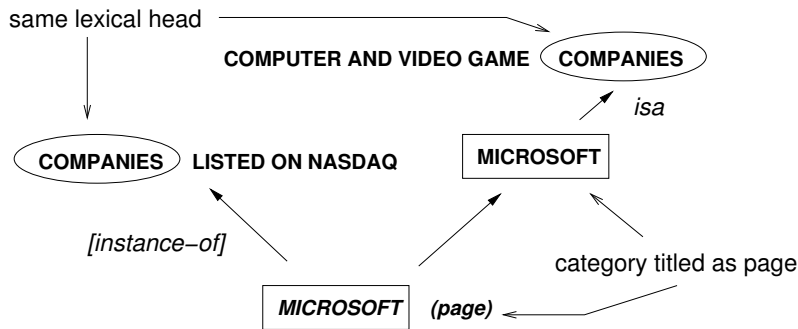 same lexical head
COMPUTER AND VIDEO GAME COMPANIES
isa
COMPANIES LISTED ON NASDAQ
MICROSOFT
[instance−of]
category titled as page
MICROSOFT (page)